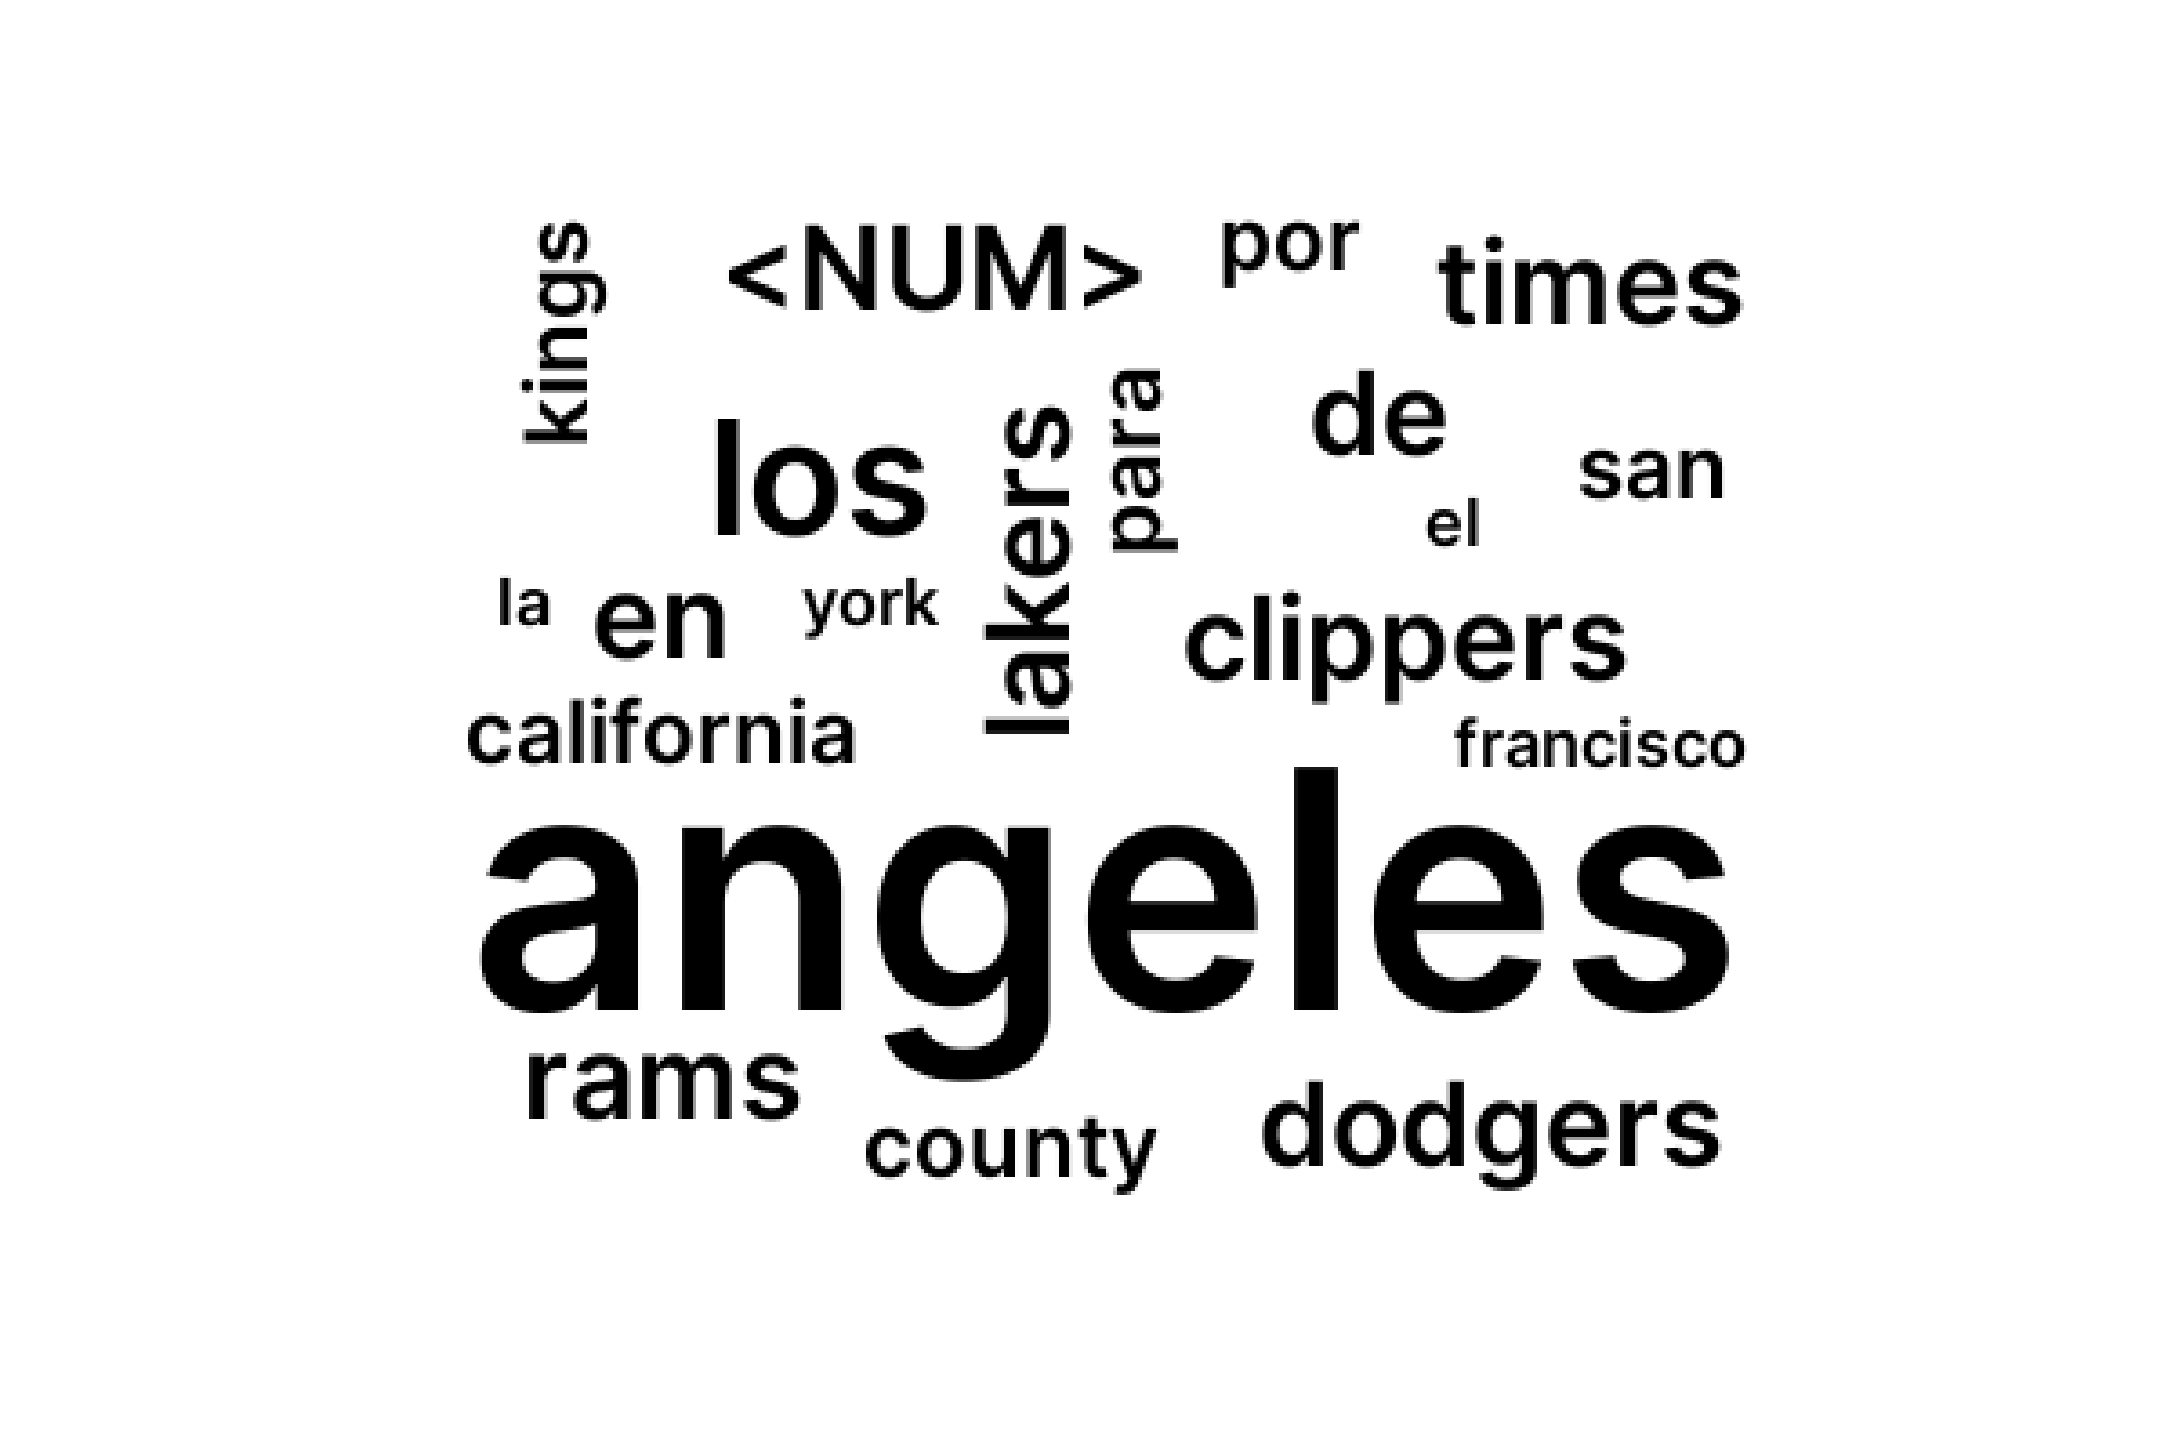 kings
<NUM>
por
times
los
lakers
para
de
san
el
la
en
york
clippers
california
francisco
angeles
rams
county
dodgers